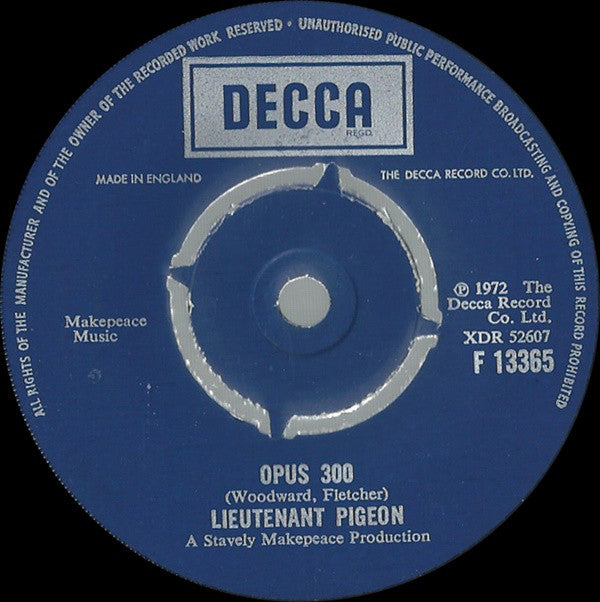 ALL RIGHTS OF THE MANUFACTURER AND OF THE OWNER OF THE RECORDED WORK RESERVED · UNAUTHORISED PUBLIC PERFORMANCE BROADCASTING AND COPYING OF THIS RECORD PROHIBITED
DECCA
REGD.
MADE IN ENGLAND
THE DECCA RECORD CO. LTD.
Makepeace
Music
℗ 1972 The
Decca Record
Co. Ltd.
XDR 52607
F 13365
OPUS 300
(Woodward, Fletcher)
LIEUTENANT PIGEON
A Stavely Makepeace Production